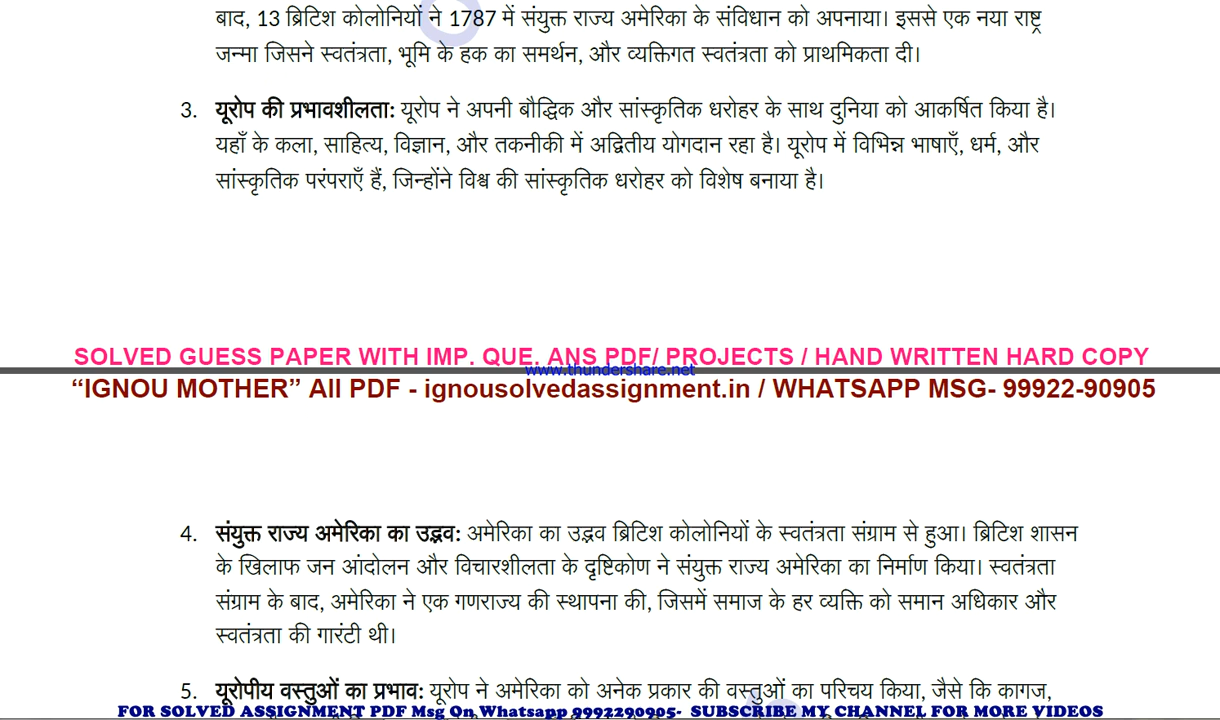 बाद, 13 ब्रिटिश कोलोनियों ने 1787 में संयुक्त राज्य अमेरिका के संविधान को अपनाया। इससे एक नया राष्ट्र
जन्मा जिसने स्वतंत्रता, भूमि के हक का समर्थन, और व्यक्तिगत स्वतंत्रता को प्राथमिकता दी।
3. यूरोप की प्रभावशीलता: यूरोप ने अपनी बौद्धिक और सांस्कृतिक धरोहर के साथ दुनिया को आकर्षित किया है।
यहाँ के कला, साहित्य, विज्ञान, और तकनीकी में अद्वितीय योगदान रहा है। यूरोप में विभिन्न भाषाएँ, धर्म, और
सांस्कृतिक परंपराएँ हैं, जिन्होंने विश्व की सांस्कृतिक धरोहर को विशेष बनाया है।
SOLVED GUESS PAPER WITH IMP. QUE. ANS PDF/ PROJECTS / HAND WRITTEN HARD COPY
www.thundershare.net
“IGNOU MOTHER” All PDF - ignousolvedassignment.in / WHATSAPP MSG- 99922-90905
4. संयुक्त राज्य अमेरिका का उद्भव: अमेरिका का उद्भव ब्रिटिश कोलोनियों के स्वतंत्रता संग्राम से हुआ। ब्रिटिश शासन
के खिलाफ जन आंदोलन और विचारशीलता के दृष्टिकोण ने संयुक्त राज्य अमेरिका का निर्माण किया। स्वतंत्रता
संग्राम के बाद, अमेरिका ने एक गणराज्य की स्थापना की, जिसमें समाज के हर व्यक्ति को समान अधिकार और
स्वतंत्रता की गारंटी थी।
5. यूरोपीय वस्तुओं का प्रभाव: यूरोप ने अमेरिका को अनेक प्रकार की वस्तुओं का परिचय किया, जैसे कि कागज,
FOR SOLVED ASSIGNMENT PDF Msg On Whatsapp 9992290905- SUBSCRIBE MY CHANNEL FOR MORE VIDEOS